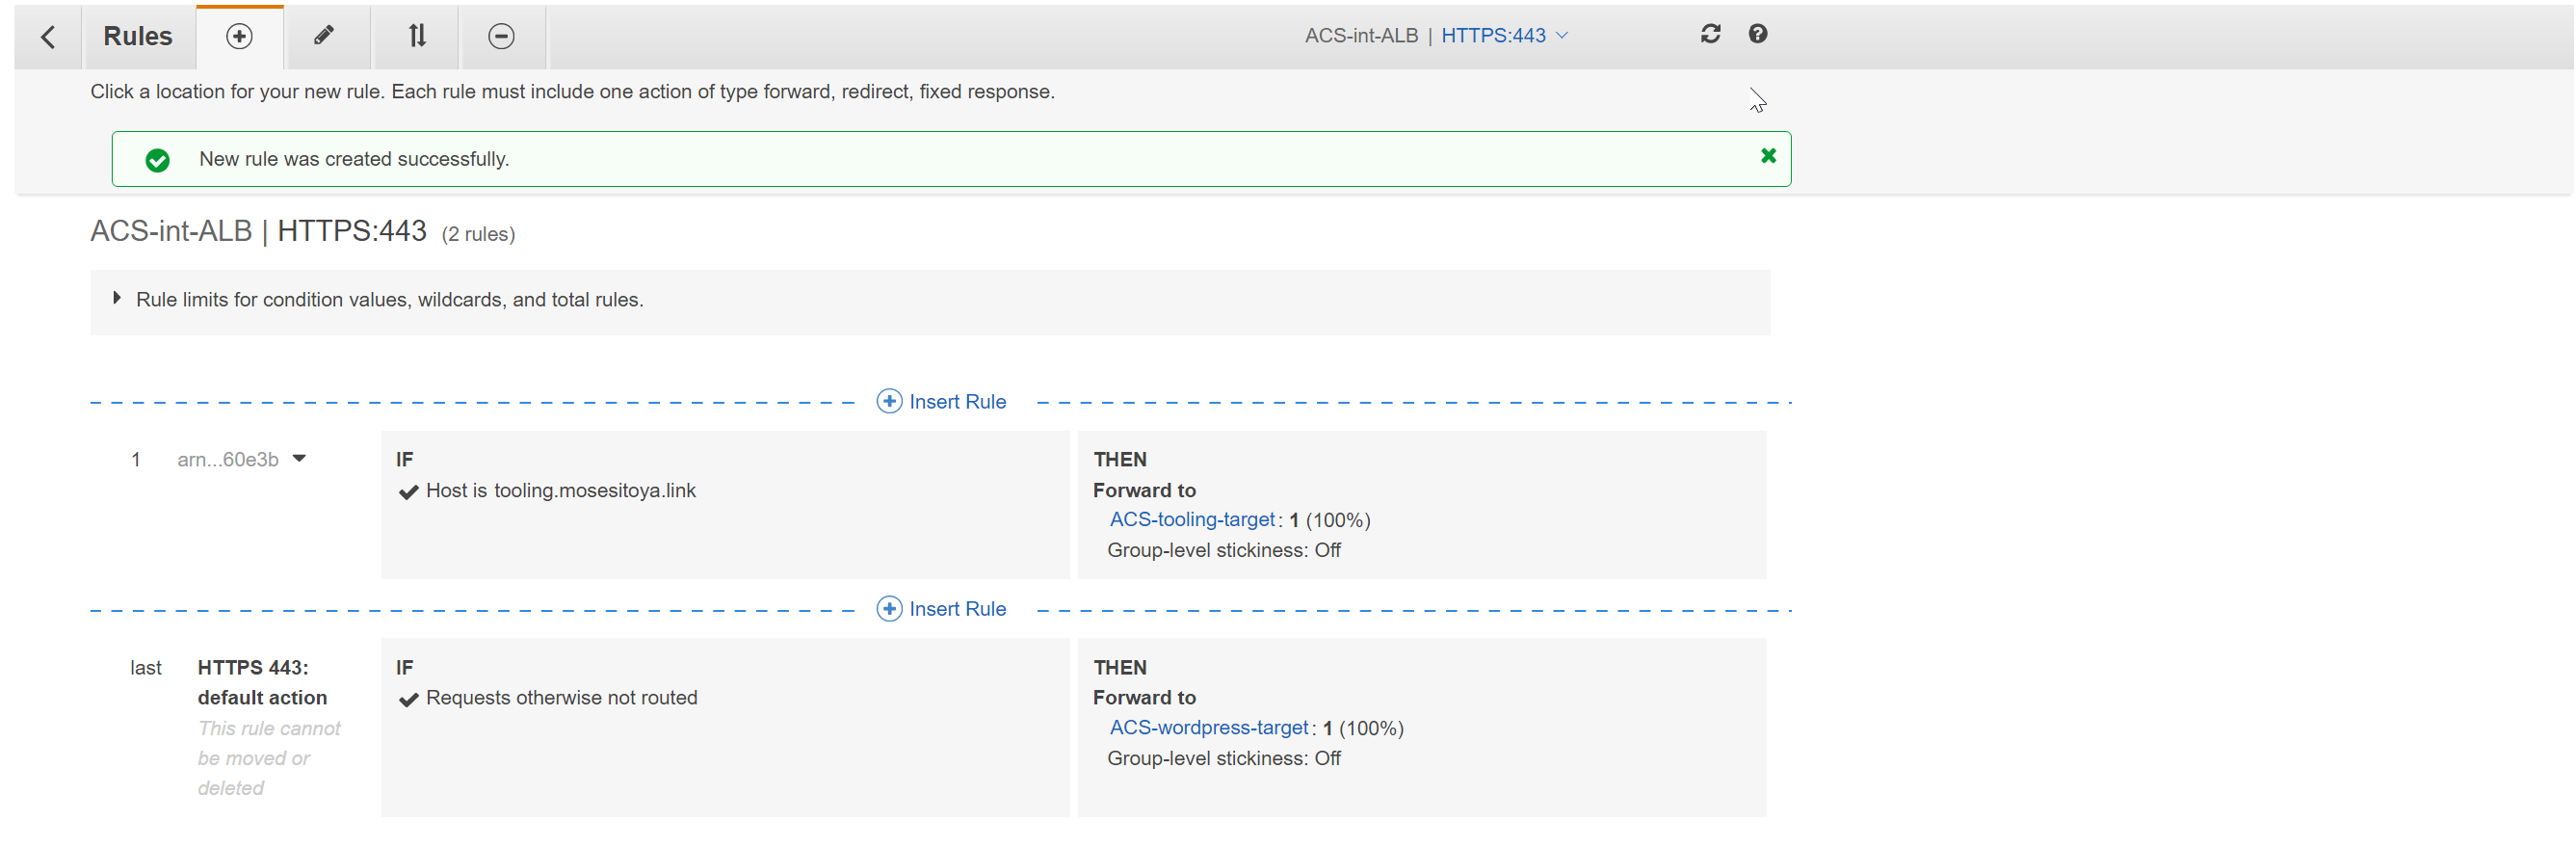 Rules
ACS-int-ALB | HTTPS:443
Click a location for your new rule. Each rule must include one action of type forward, redirect, fixed response.
New rule was created successfully.
ACS-int-ALB | HTTPS:443 (2 rules)
Rule limits for condition values, wildcards, and total rules.
Insert Rule
1 arn...60e3b
IF
Host is tooling.mosesitoya.link
THEN
Forward to
ACS-tooling-target: 1 (100%)
Group-level stickiness: Off
Insert Rule
last
HTTPS 443:
default action
This rule cannot
be moved or
deleted
IF
Requests otherwise not routed
THEN
Forward to
ACS-wordpress-target: 1 (100%)
Group-level stickiness: Off